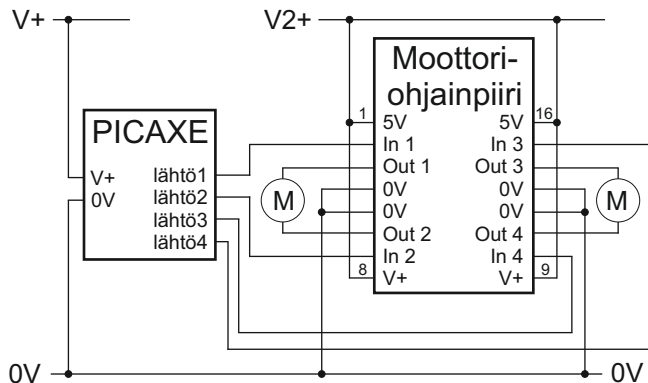 V+
V2+
Moottori-
ohjainpiiri
PICAXE
V+
0V
lähtö1
lähtö2
lähtö3
lähtö4
M
1
5V
In 1
Out 1
0V
0V
Out 2
In 2
8
V+
16
5V
In 3
Out 3
0V
0V
Out 4
In 4
9
V+
M
0V
0V